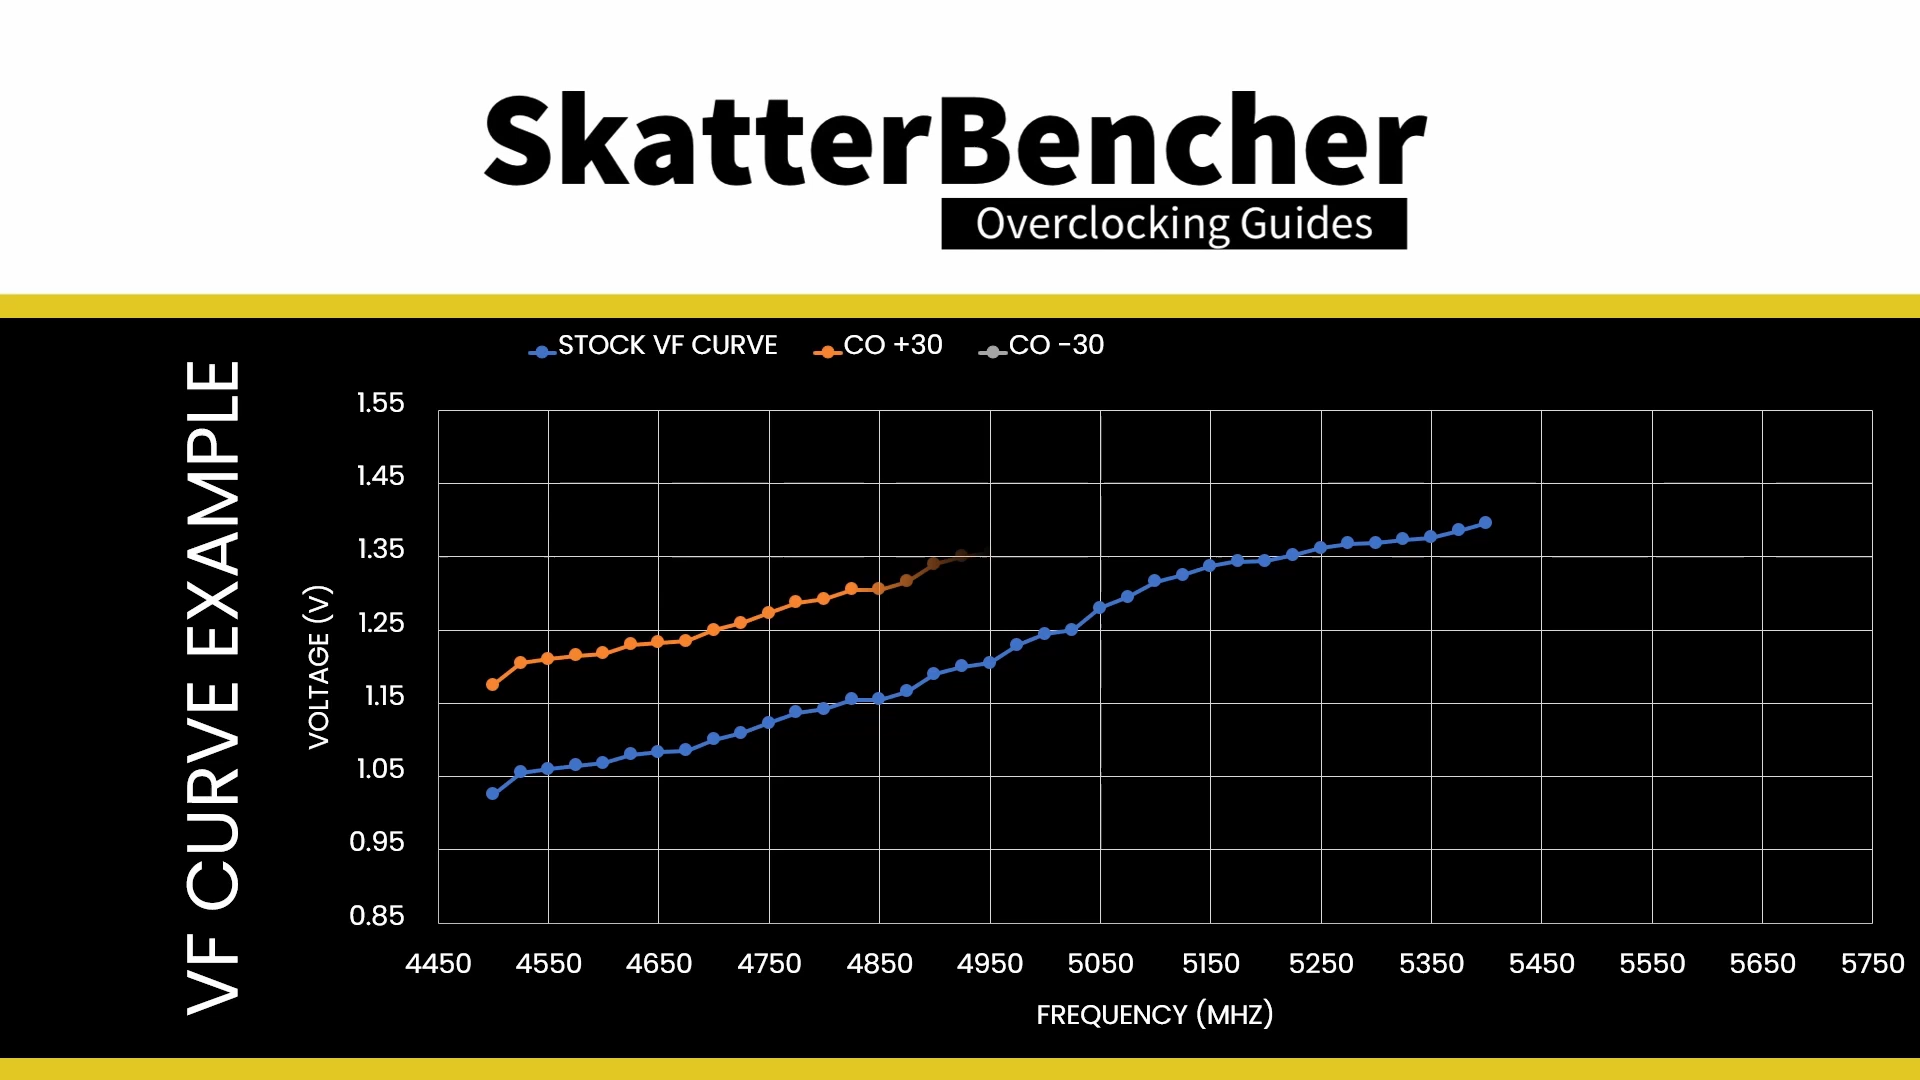 SkatterBencher
Overclocking Guides
STOCK VF CURVE
CO +30
CO -30
VF CURVE EXAMPLE
VOLTAGE (V)
1.55
1.45
1.35
1.25
1.15
1.05
0.95
0.85
4450 4550 4650 4750 4850 4950 5050 5150 5250 5350 5450 5550 5650 5750
FREQUENCY (MHZ)